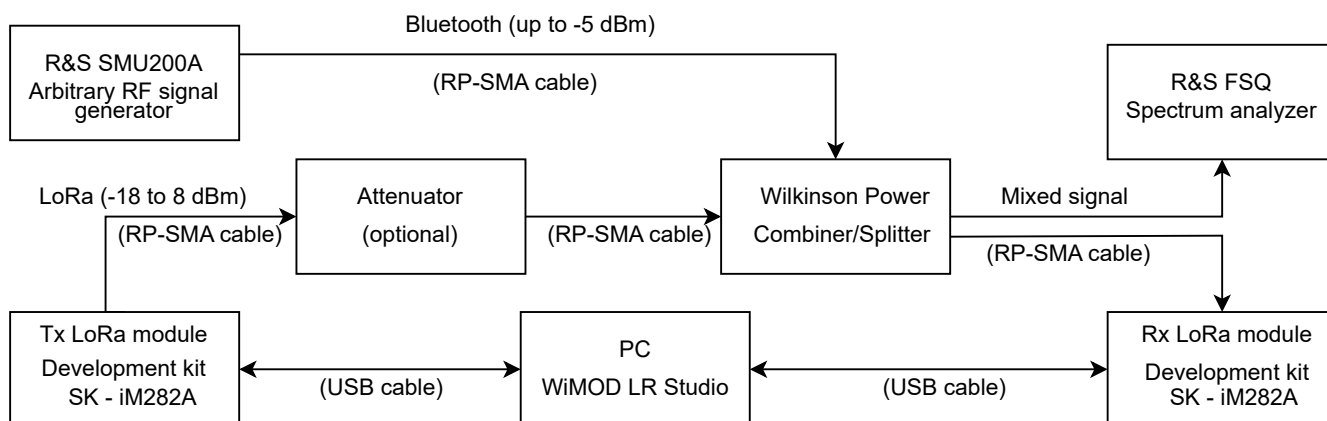 Bluetooth (up to -5 dBm)
R&S SMU200A
Arbitrary RF signal
generator
(RP-SMA cable)
R&S FSQ
Spectrum analyzer
LoRa (-18 to 8 dBm)
(RP-SMA cable)
Attenuator
(optional)
(RP-SMA cable)
Wilkinson Power
Combiner/Splitter
Mixed signal
(RP-SMA cable)
Tx LoRa module
Development kit
SK - iM282A
(USB cable)
PC
WiMOD LR Studio
(USB cable)
Rx LoRa module
Development kit
SK - iM282A